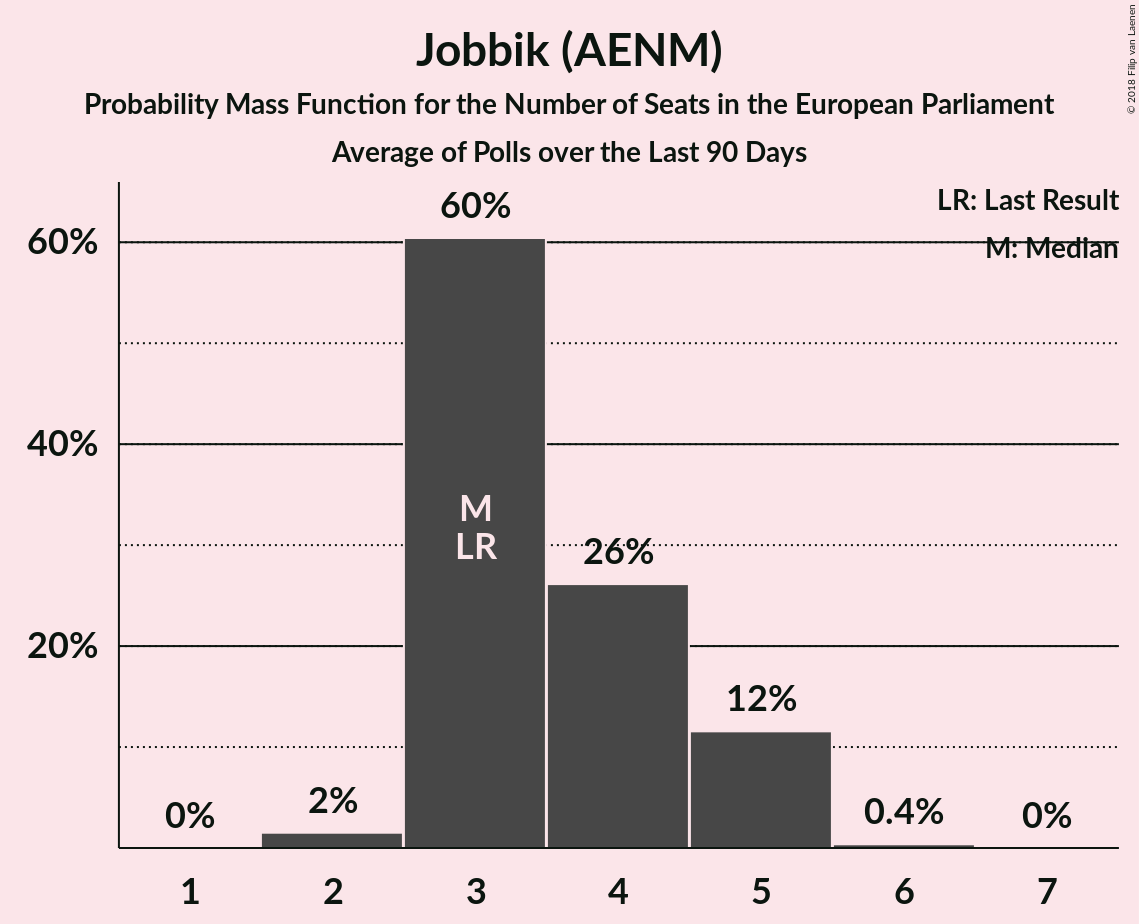 Jobbik (AENM)
Probability Mass Function for the Number of Seats in the European Parliament
Average of Polls over the Last 90 Days
© 2018 Filip van Laenen
LR: Last Result
M: Median
60%
40%
20%
0%
2%
60%
M
LR
26%
12%
0.4%
0%
1 2 3 4 5 6 7